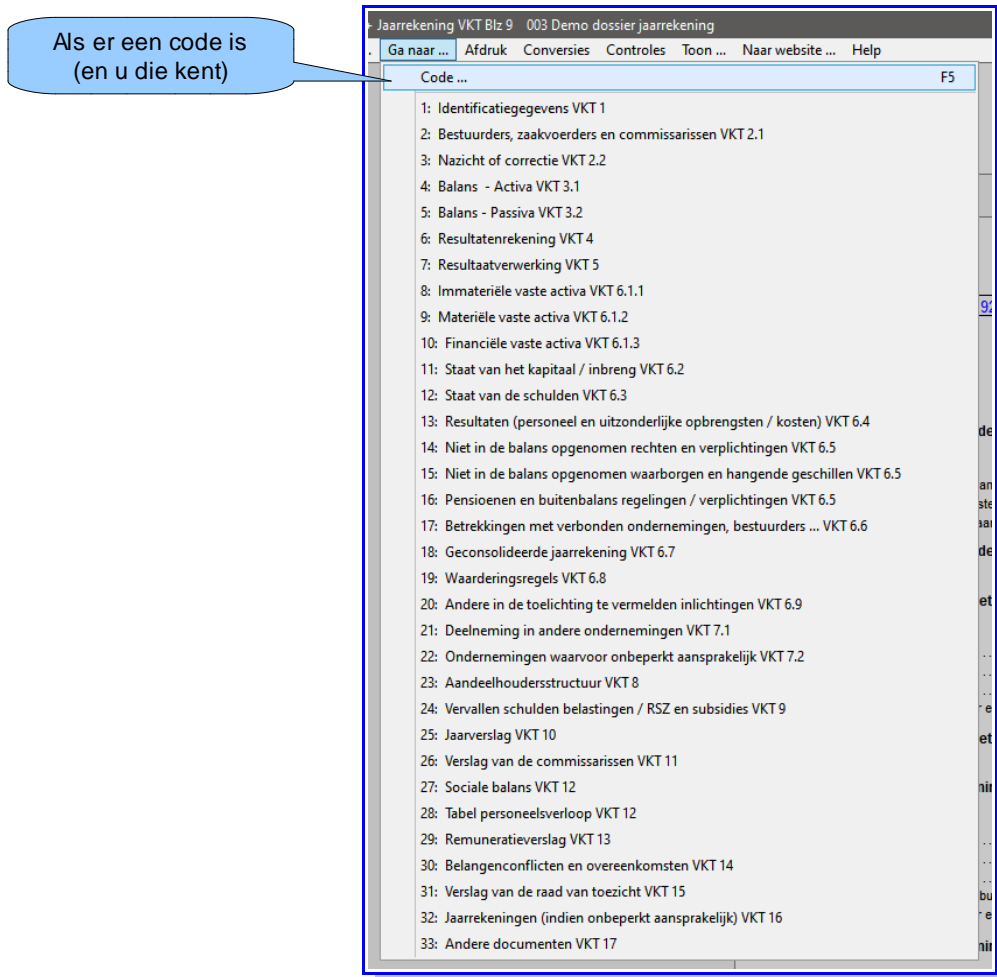 Als er een code is
(en u die kent)
Jaarrekening VKT Blz 9 003 Demo dossier jaarrekening
Ga naar ... Afdruk Conversies Controles Toon ... Naar website ... Help
Code ... F5
1: Identificatiegegevens VKT 1
2: Bestuurders, zaakvoerders en commissarissen VKT 2.1
3: Nazicht of correctie VKT 2.2
4: Balans - Activa VKT 3.1
5: Balans - Passiva VKT 3.2
6: Resultatenrekening VKT 4
7: Resultaatverwerking VKT 5
8: Immateriële vaste activa VKT 6.1.1
9: Materiële vaste activa VKT 6.1.2
10: Financiële vaste activa VKT 6.1.3
11: Staat van het kapitaal / inbreng VKT 6.2
12: Staat van de schulden VKT 6.3
13: Resultaten (personeel en uitzonderlijke opbrengsten / kosten) VKT 6.4
14: Niet in de balans opgenomen rechten en verplichtingen VKT 6.5
15: Niet in de balans opgenomen waarborgen en hangende geschillen VKT 6.5
16: Pensioenen en buitenbalans regelingen / verplichtingen VKT 6.5
17: Betrekkingen met verbonden ondernemingen, bestuurders ... VKT 6.6
18: Geconsolideerde jaarrekening VKT 6.7
19: Waarderingsregels VKT 6.8
20: Andere in de toelichting te vermelden inlichtingen VKT 6.9
21: Deelneming in andere ondernemingen VKT 7.1
22: Ondernemingen waarvoor onbeperkt aansprakelijk VKT 7.2
23: Aandeelhoudersstructuur VKT 8
24: Vervallen schulden belastingen / RSZ en subsidies VKT 9
25: Jaarverslag VKT 10
26: Verslag van de commissarissen VKT 11
27: Sociale balans VKT 12
28: Tabel personeelsverloop VKT 12
29: Remuneratieverslag VKT 13
30: Belangenconflicten en overeenkomsten VKT 14
31: Verslag van de raad van toezicht VKT 15
32: Jaarrekeningen (indien onbeperkt aansprakelijk) VKT 16
33: Andere documenten VKT 17